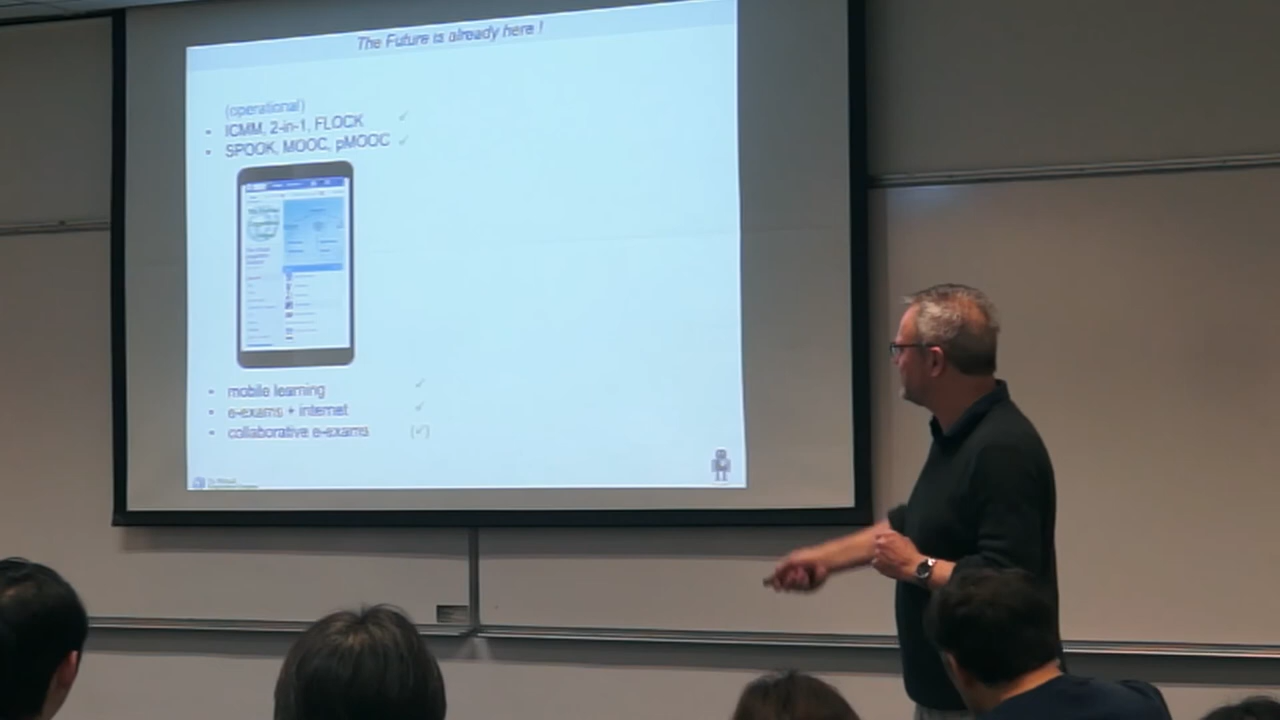 The Future is already here !
(operational)
• ICMM, 2-in-1, FLOCK ✓
• SPOOK, MOOC, pMOOC ✓
• mobile learning ✓
• e-exams + internet ✓
• collaborative e-exams (✓)